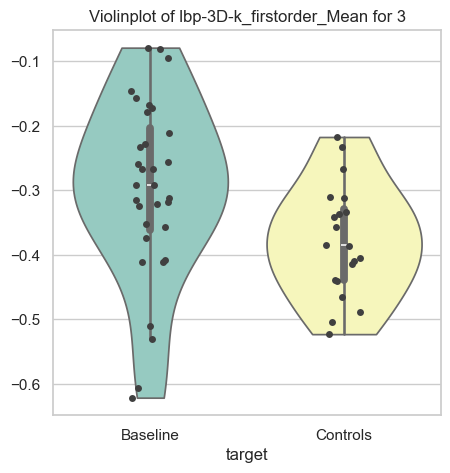 Violinplot of lbp-3D-k_firstorder_Mean for 3
−0.1
−0.2
−0.3
−0.4
−0.5
−0.6
Baseline
Controls
target